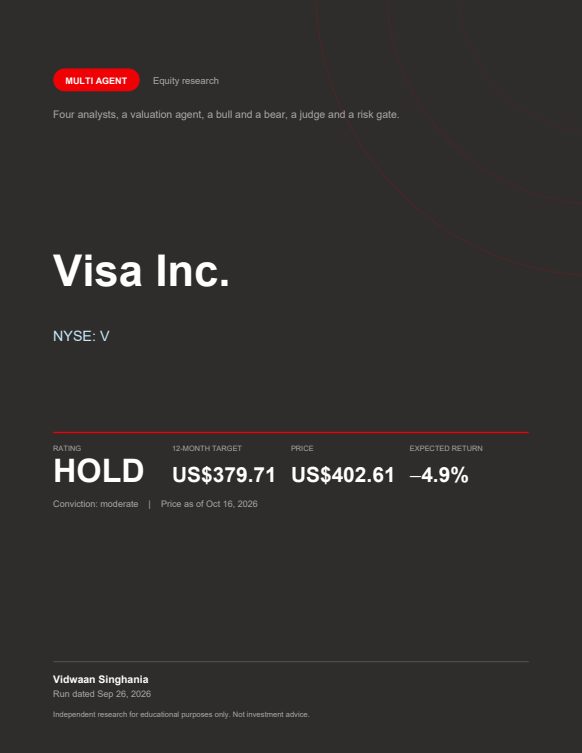 MULTI AGENT Equity research
Four analysts, a valuation agent, a bull and a bear, a judge and a risk gate.
Visa Inc.
NYSE: V
RATING 12-MONTH TARGET PRICE EXPECTED RETURN
HOLD US$379.71 US$402.61 –4.9%
Conviction: moderate | Price as of Oct 16, 2026
Vidwaan Singhania
Run dated Sep 26, 2026
Independent research for educational purposes only. Not investment advice.